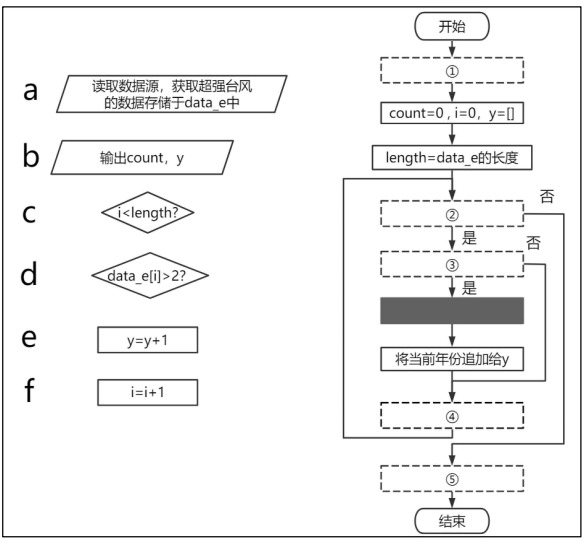 a
读取数据源，获取超强台风
的数据存储于data_e中
b
输出count，y
c
i<length?
d
data_e[i]>2?
e
y=y+1
f
i=i+1
开始
①
count=0 , i=0，y=[]
length=data_e的长度
②
否
是
③
否
是
将当前年份追加给y
④
⑤
结束